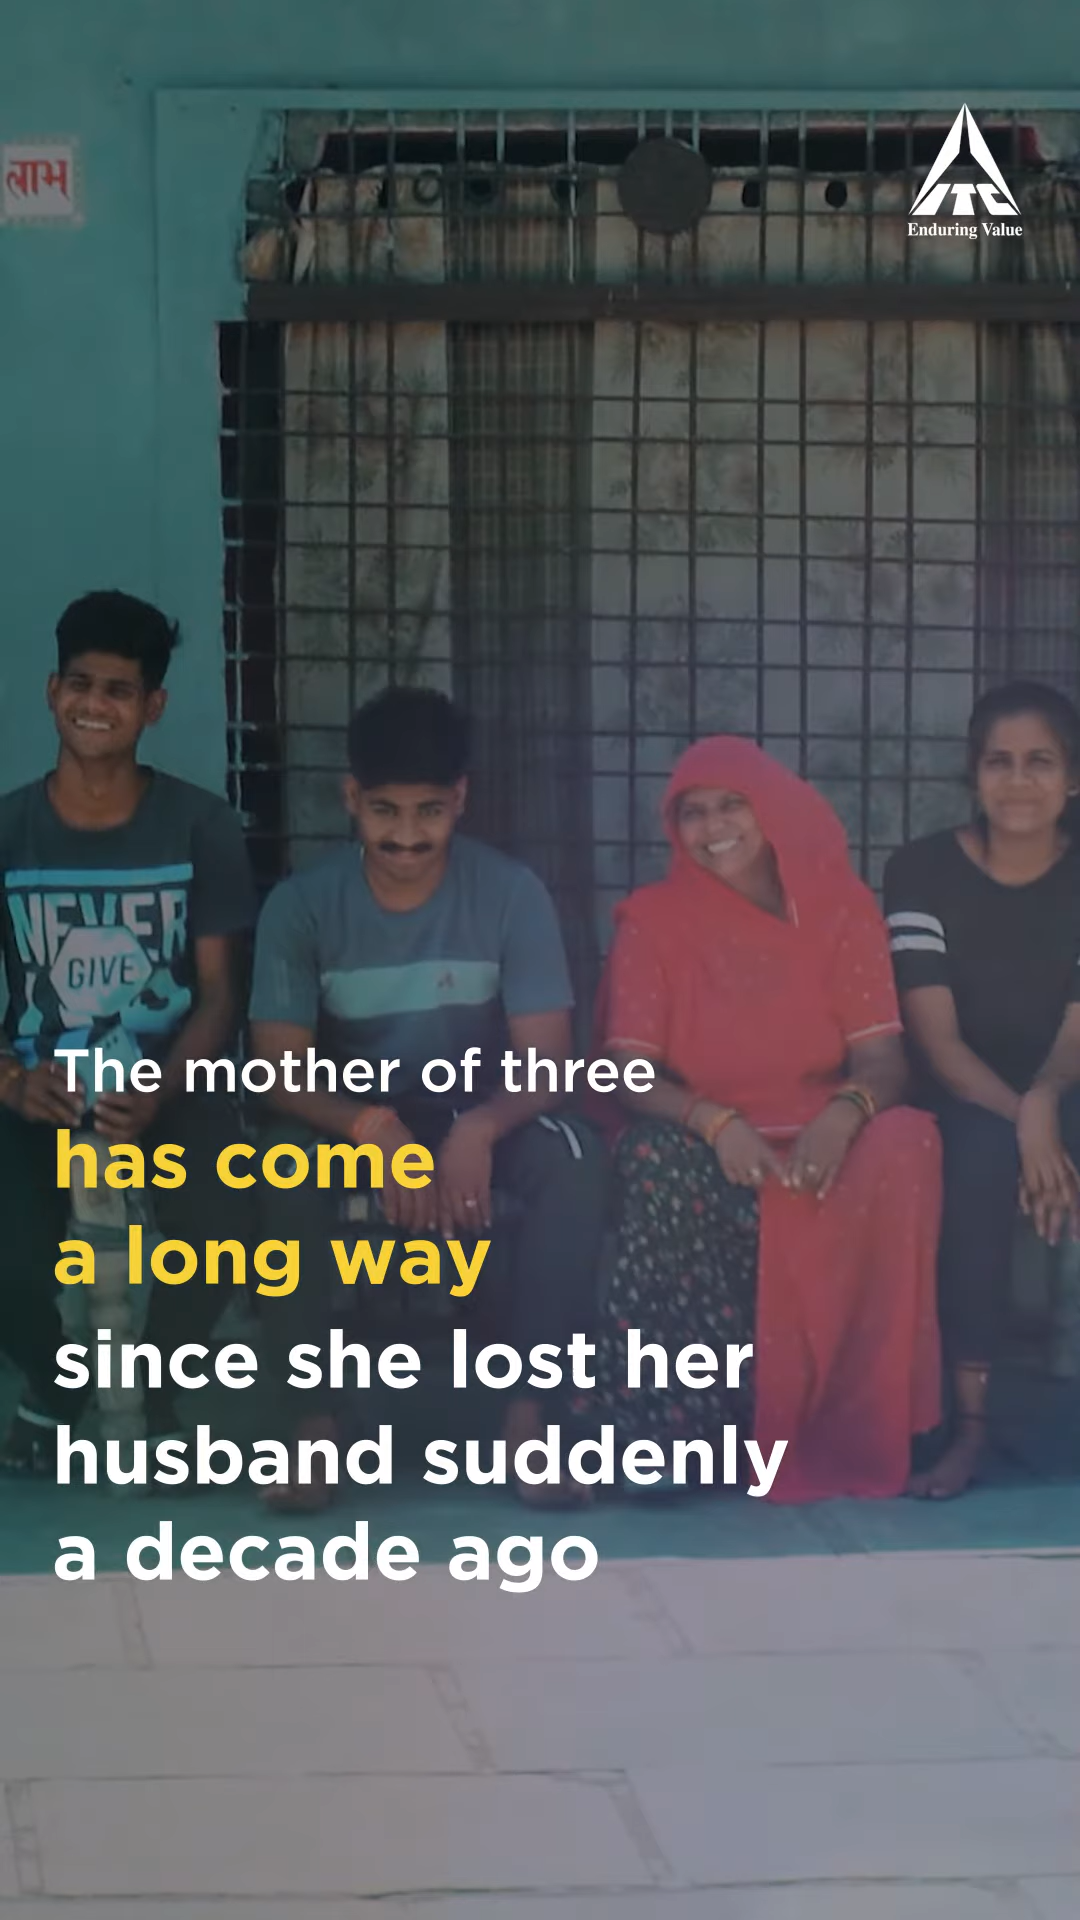 लाभ
ITC
Enduring Value
NEVER
GIVE
The mother of three
has come
a long way
since she lost her
husband suddenly
a decade ago